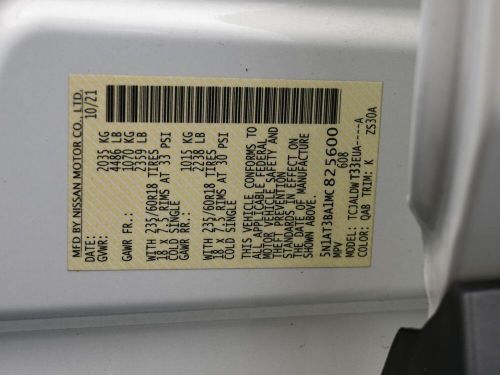 MFD BY NISSAN MOTOR CO., LTD.
DATE: 10/21
GVWR: 2035 KG
4486 LB
GAWR FR.: 1070 KG
2359 LB
WITH 235/60R18 TIRES
18 x 7.5 RIMS AT 33 PSI
COLD SINGLE
GAWR RR.: 1015 KG
2238 LB
WITH 235/60R18 TIRES
18 x 7.5 RIMS AT 30 PSI
COLD SINGLE
THIS VEHICLE CONFORMS TO
ALL APPLICABLE FEDERAL
MOTOR VEHICLE SAFETY AND
THEFT PREVENTION
STANDARDS IN EFFECT
ON THE DATE OF MANUFACTURE
SHOWN ABOVE.
5N1AT3BA1MC825600
MPV 608
MODEL: TCJALDWT33EUA----A
COLOR: QAB TRIM: K ZS30A